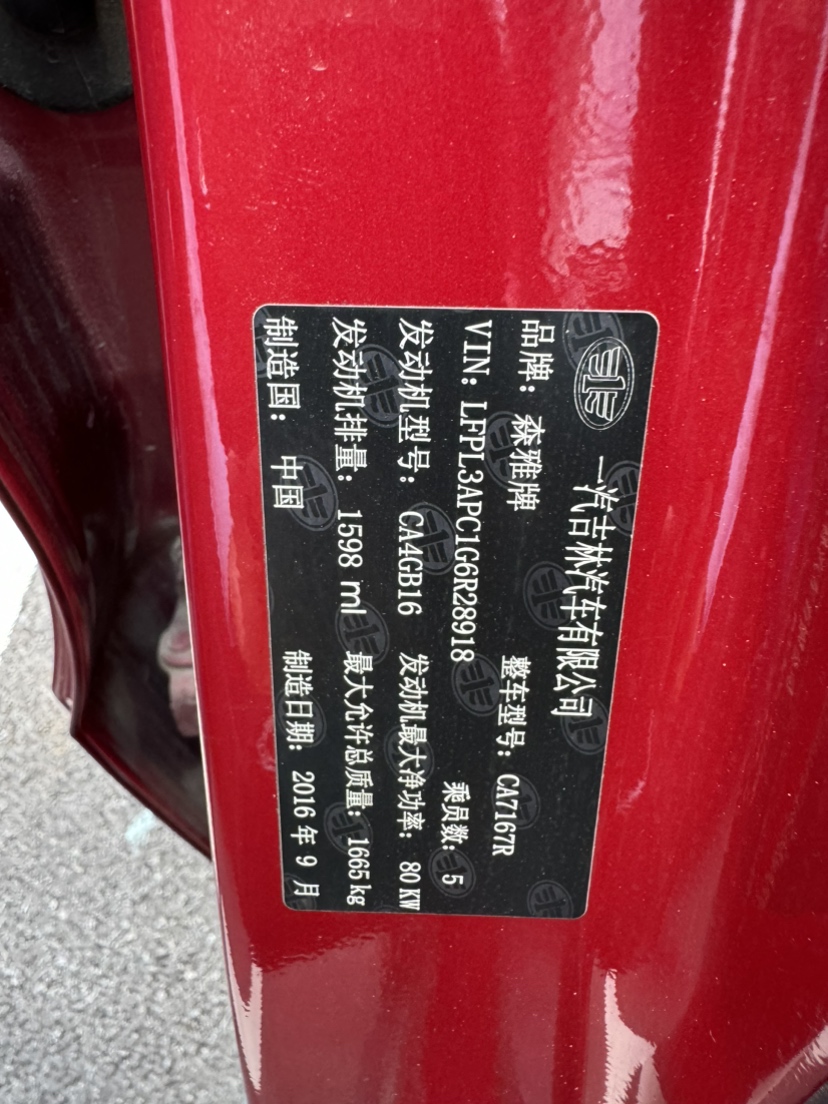 一汽吉林汽车有限公司
品牌：森雅牌 整车型号：CA7167R
VIN：LFPL3APC1G6R28918 乘员数：5
发动机型号：CA4GB16 发动机最大净功率：80 KW
发动机排量：1598 ml 最大允许总质量：1665 kg
制造国：中国 制造日期：2016 年 9 月